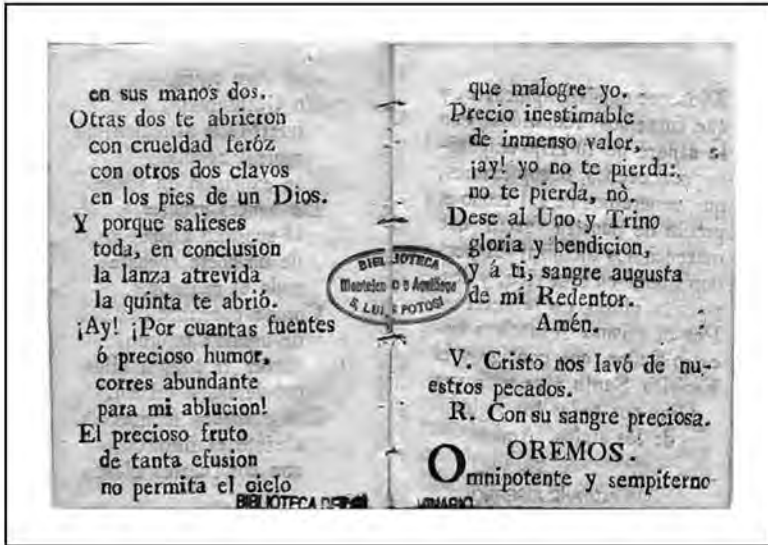 en sus manos dos.
Otras dos te abrieron
con crueldad feróz
con otros dos clavos
en los pies de un Dios.
Y porque salieses
toda, en conclusion
la lanza atrevida
la quinta te abrió.
¡Ay! ¡Por cuantas fuentes
ó precioso humor,
corres abundante
para mi ablucion!
El precioso fruto
de tanta efusion
no permita el cielo
que malogre yo.
Precio inestimable
de inmenso valor,
¡ay! yo no te pierda:
no te pierda, nò.
Dese al Uno y Trino
gloria y bendicion,
y á ti, sangre augusta
de mi Redentor.
Amén.
V. Cristo nos lavó de nu-
estros pecados.
R. Con su sangre preciosa.
OREMOS.
Omnipotente y sempiterno
BIBLIOTECA
S. LUIS POTOSI
BIBLIOTECA DE